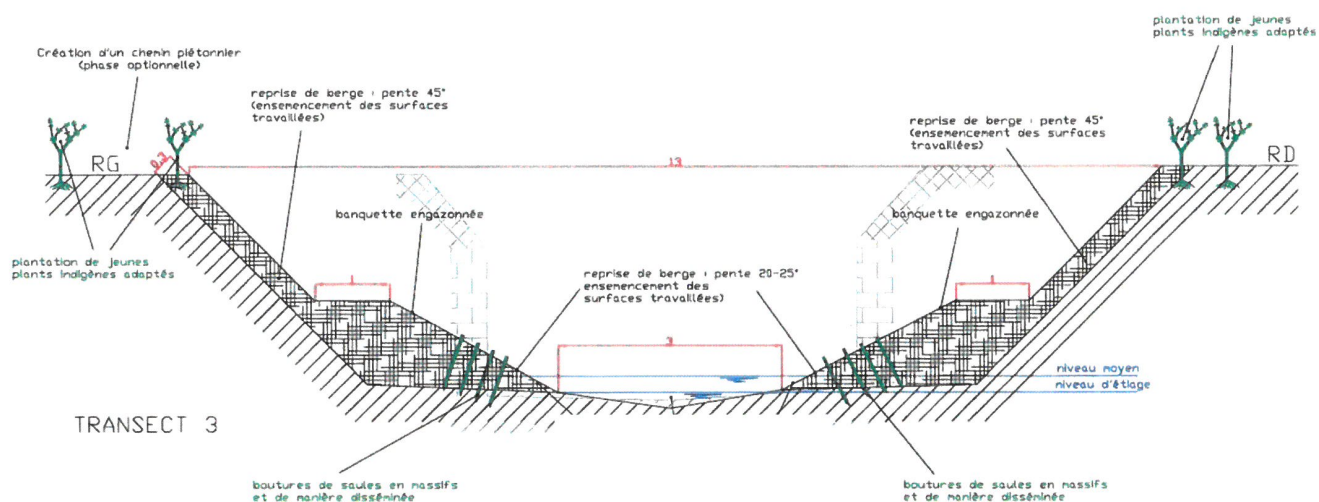 plantation de jeunes
plants indigènes adaptés
Création d'un chemin piétonnier
(phase optionnelle)
reprise de berge : pente 45°
(ensemencement des surfaces
travaillées)
reprise de berge : pente 45°
(ensemencement des surfaces
travaillées)
RG
0.3
13
RD
banquette engazonnée
banquette engazonnée
plantation de jeunes
plants indigènes adaptés
1
reprise de berge : pente 20-25°
ensemencement des
surfaces travaillées)
1
3
niveau moyen
niveau d'étiage
TRANSECT 3
boutures de saules en massifs
et de manière disséminée
boutures de saules en massifs
et de manière disséminée